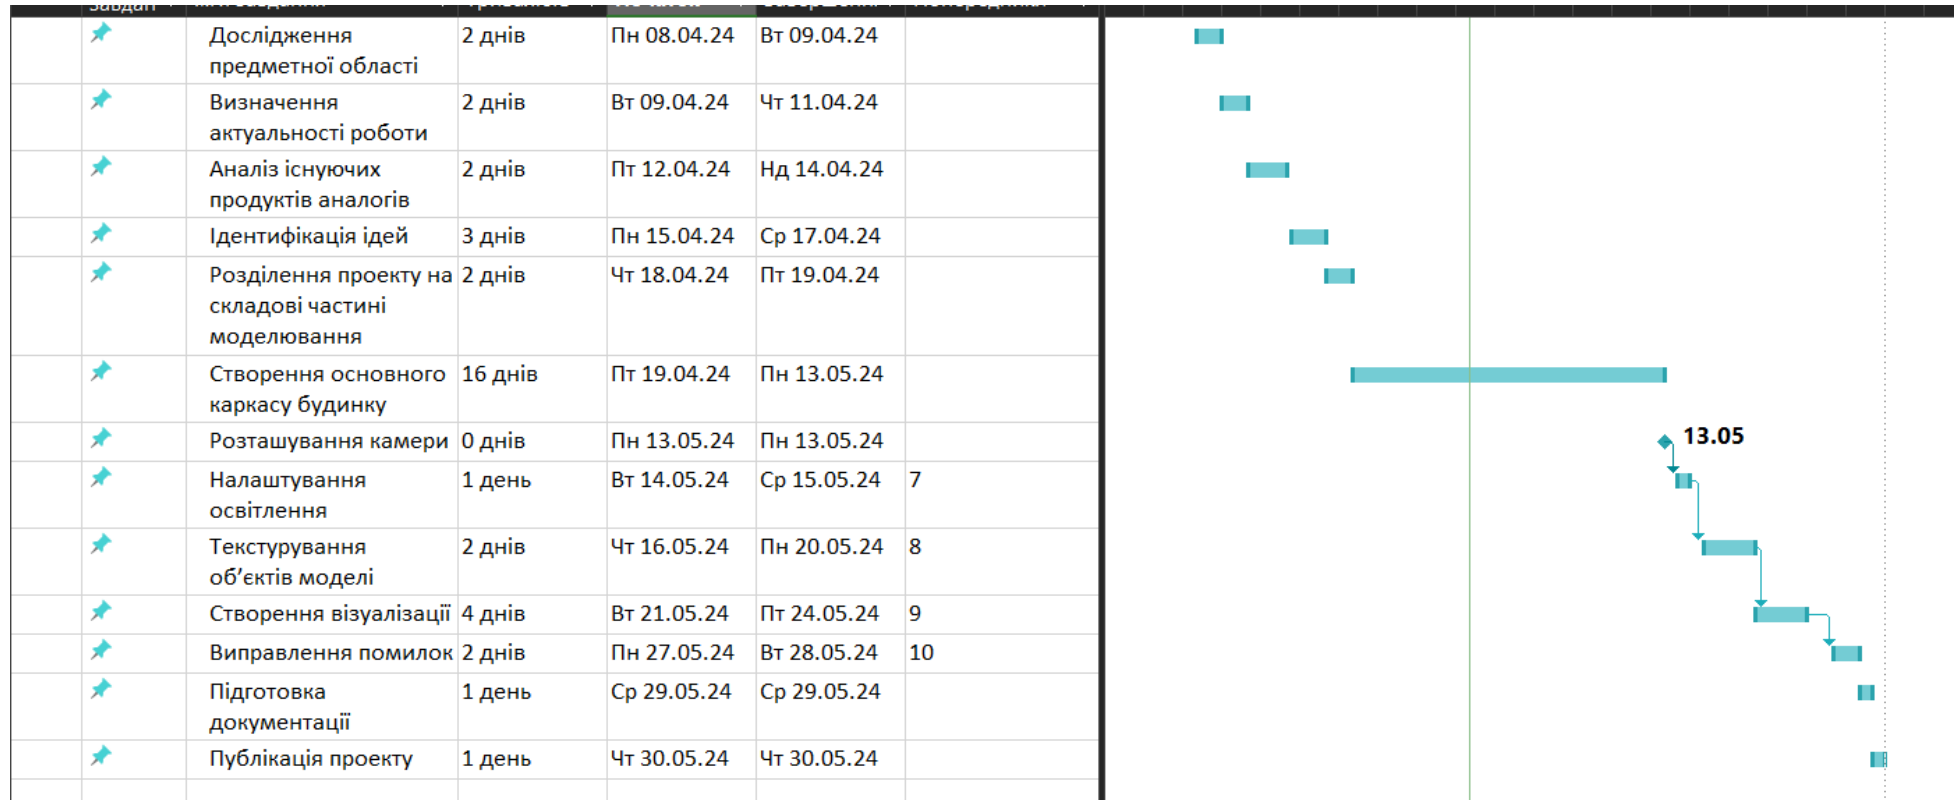 Дослідження 2 днів Пн 08.04.24 Вт 09.04.24
предметної області
Визначення 2 днів Вт 09.04.24 Чт 11.04.24
актуальності роботи
Аналіз існуючих 2 днів Пт 12.04.24 Нд 14.04.24
продуктів аналогів
Ідентифікація ідей 3 днів Пн 15.04.24 Ср 17.04.24
Розділення проекту на 2 днів Чт 18.04.24 Пт 19.04.24
складові частині
моделювання
Створення основного 16 днів Пт 19.04.24 Пн 13.05.24
каркасу будинку
Розташування камери 0 днів Пн 13.05.24 Пн 13.05.24 13.05
Налаштування 1 день Вт 14.05.24 Ср 15.05.24 7
освітлення
Текстурування 2 днів Чт 16.05.24 Пн 20.05.24 8
об’єктів моделі
Створення візуалізації 4 днів Вт 21.05.24 Пт 24.05.24 9
Виправлення помилок 2 днів Пн 27.05.24 Вт 28.05.24 10
Підготовка 1 день Ср 29.05.24 Ср 29.05.24
документації
Публікація проекту 1 день Чт 30.05.24 Чт 30.05.24